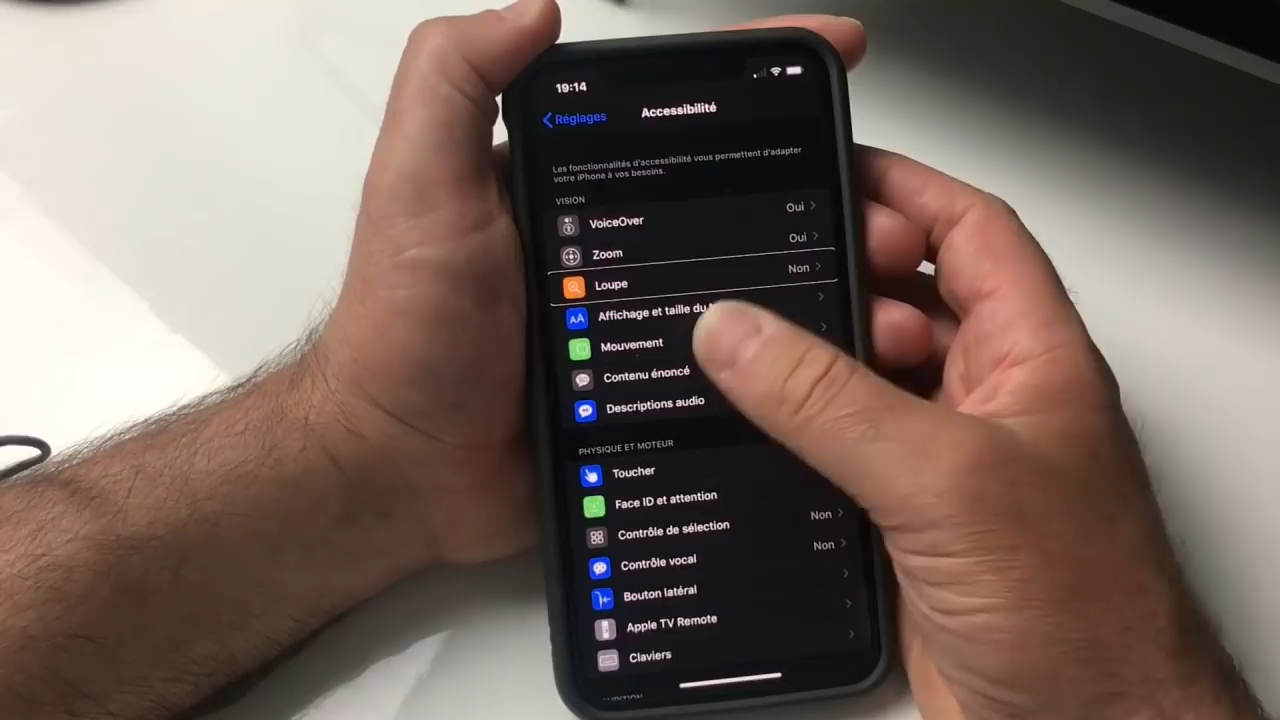 19:14
Réglages
Accessibilité
Les fonctionnalités d'accessibilité vous permettent d'adapter
votre iPhone à vos besoins.
VISION
VoiceOver Oui
Zoom Oui
Loupe Non
Affichage et taille du
Mouvement
Contenu énoncé
Descriptions audio
PHYSIQUE ET MOTEUR
Toucher
Face ID et attention
Contrôle de sélection Non
Contrôle vocal Non
Bouton latéral
Apple TV Remote
Claviers